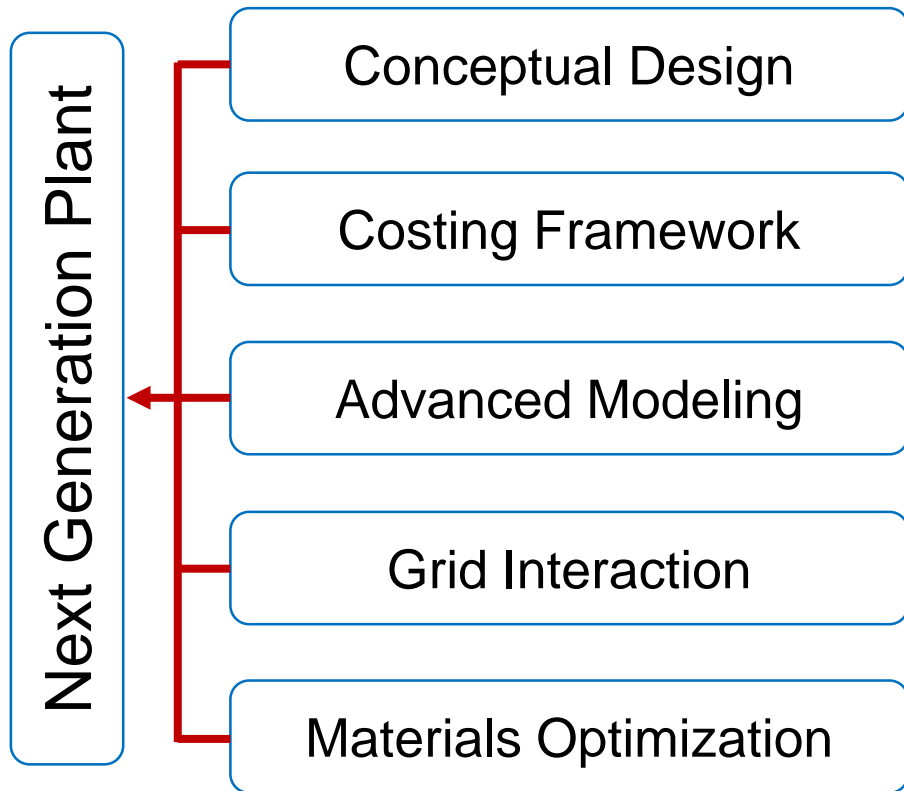 Next Generation Plant
Conceptual Design
Costing Framework
Advanced Modeling
Grid Interaction
Materials Optimization